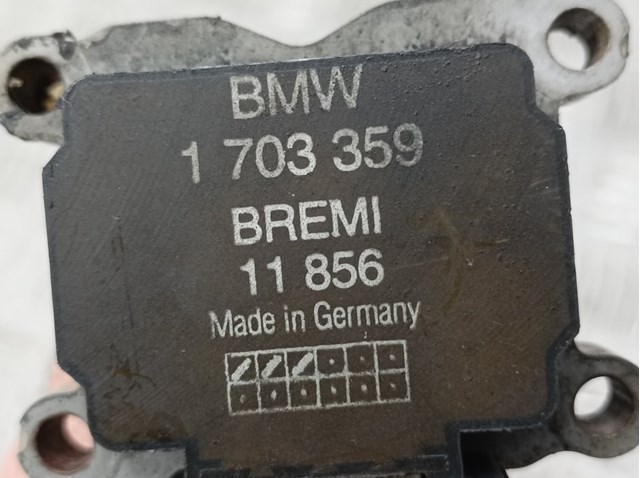 BMW
1 703 359
BREMI
11 856
Made in Germany